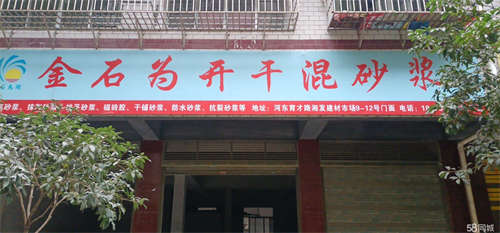 金石为开干混砂浆
砂浆、抹灰砂浆、地平砂浆、磁砖胶、干铺砂浆、防水砂浆、抗裂砂浆等 地址:河东育才路湘发建材市场9-12号门面 电话:18
58同城